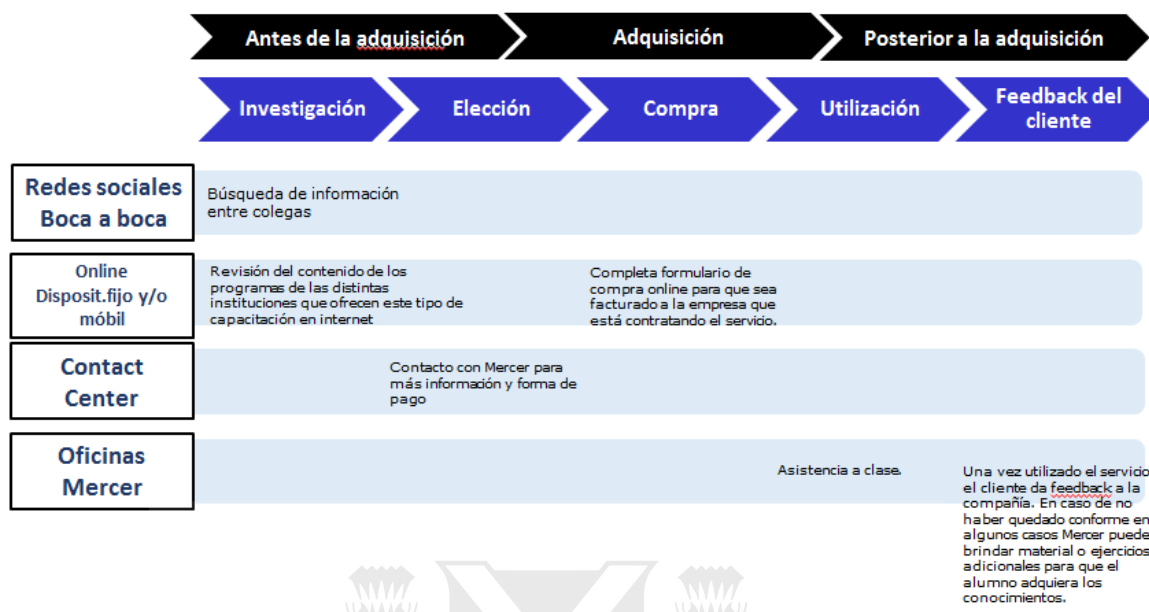 Antes de la adquisición
Adquisición
Posterior a la adquisición
Investigación
Elección
Compra
Utilización
Feedback del
cliente
Redes sociales
Boca a boca
Búsqueda de información
entre colegas
Online
Disposit.fijo y/o
móbil
Revisión del contenido de los
programas de las distintas
instituciones que ofrecen este tipo de
capacitación en internet
Completa formulario de
compra online para que sea
facturado a la empresa que
está contratando el servicio.
Contact
Center
Contacto con Mercer para
más información y forma de
pago
Oficinas
Mercer
Asistencia a clase.
Una vez utilizado el servicio
el cliente da feedback a la
compañía. En caso de no
haber quedado conforme en
algunos casos Mercer puede
brindar material o ejercicios
adicionales para que el
alumno adquiera los
conocimientos.